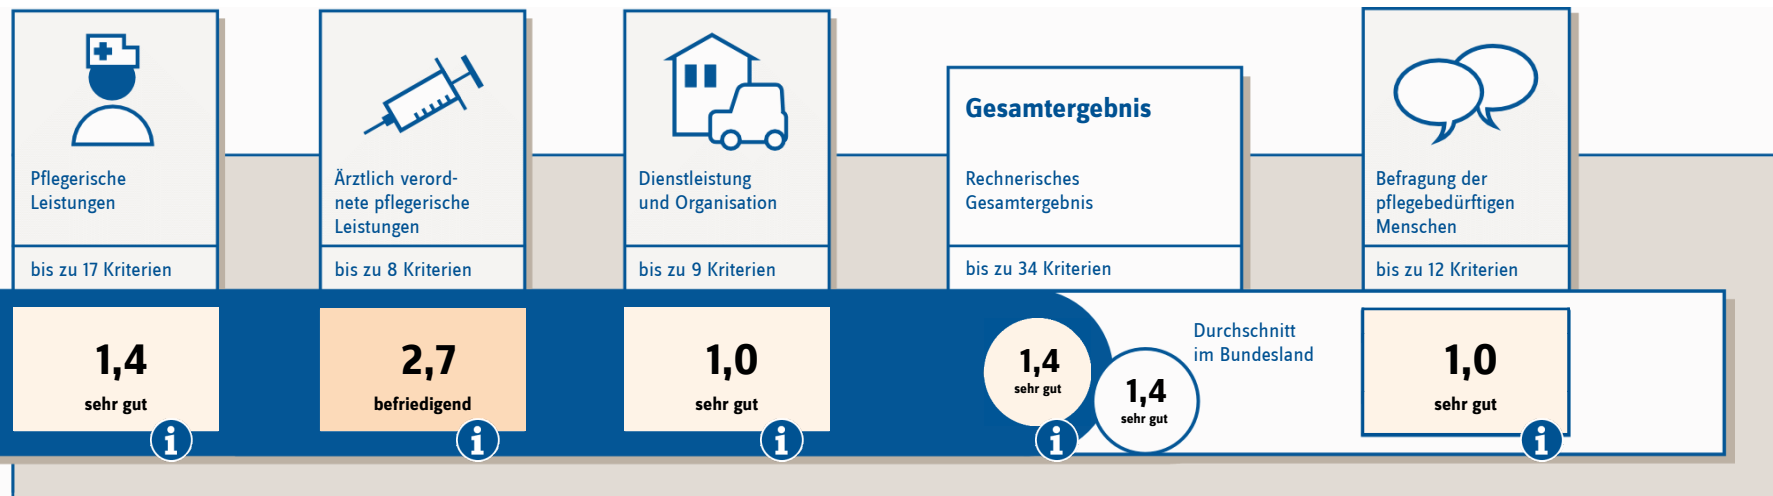 Pflegerische
Leistungen
bis zu 17 Kriterien
1,4
sehr gut
i
Ärztlich verord-
nete pflegerische
Leistungen
bis zu 8 Kriterien
2,7
befriedigend
i
Dienstleistung
und Organisation
bis zu 9 Kriterien
1,0
sehr gut
i
Gesamtergebnis
Rechnerisches
Gesamtergebnis
bis zu 34 Kriterien
1,4
sehr gut
i
Durchschnitt
im Bundesland
1,4
sehr gut
Befragung der
pflegebedürftigen
Menschen
bis zu 12 Kriterien
1,0
sehr gut
i